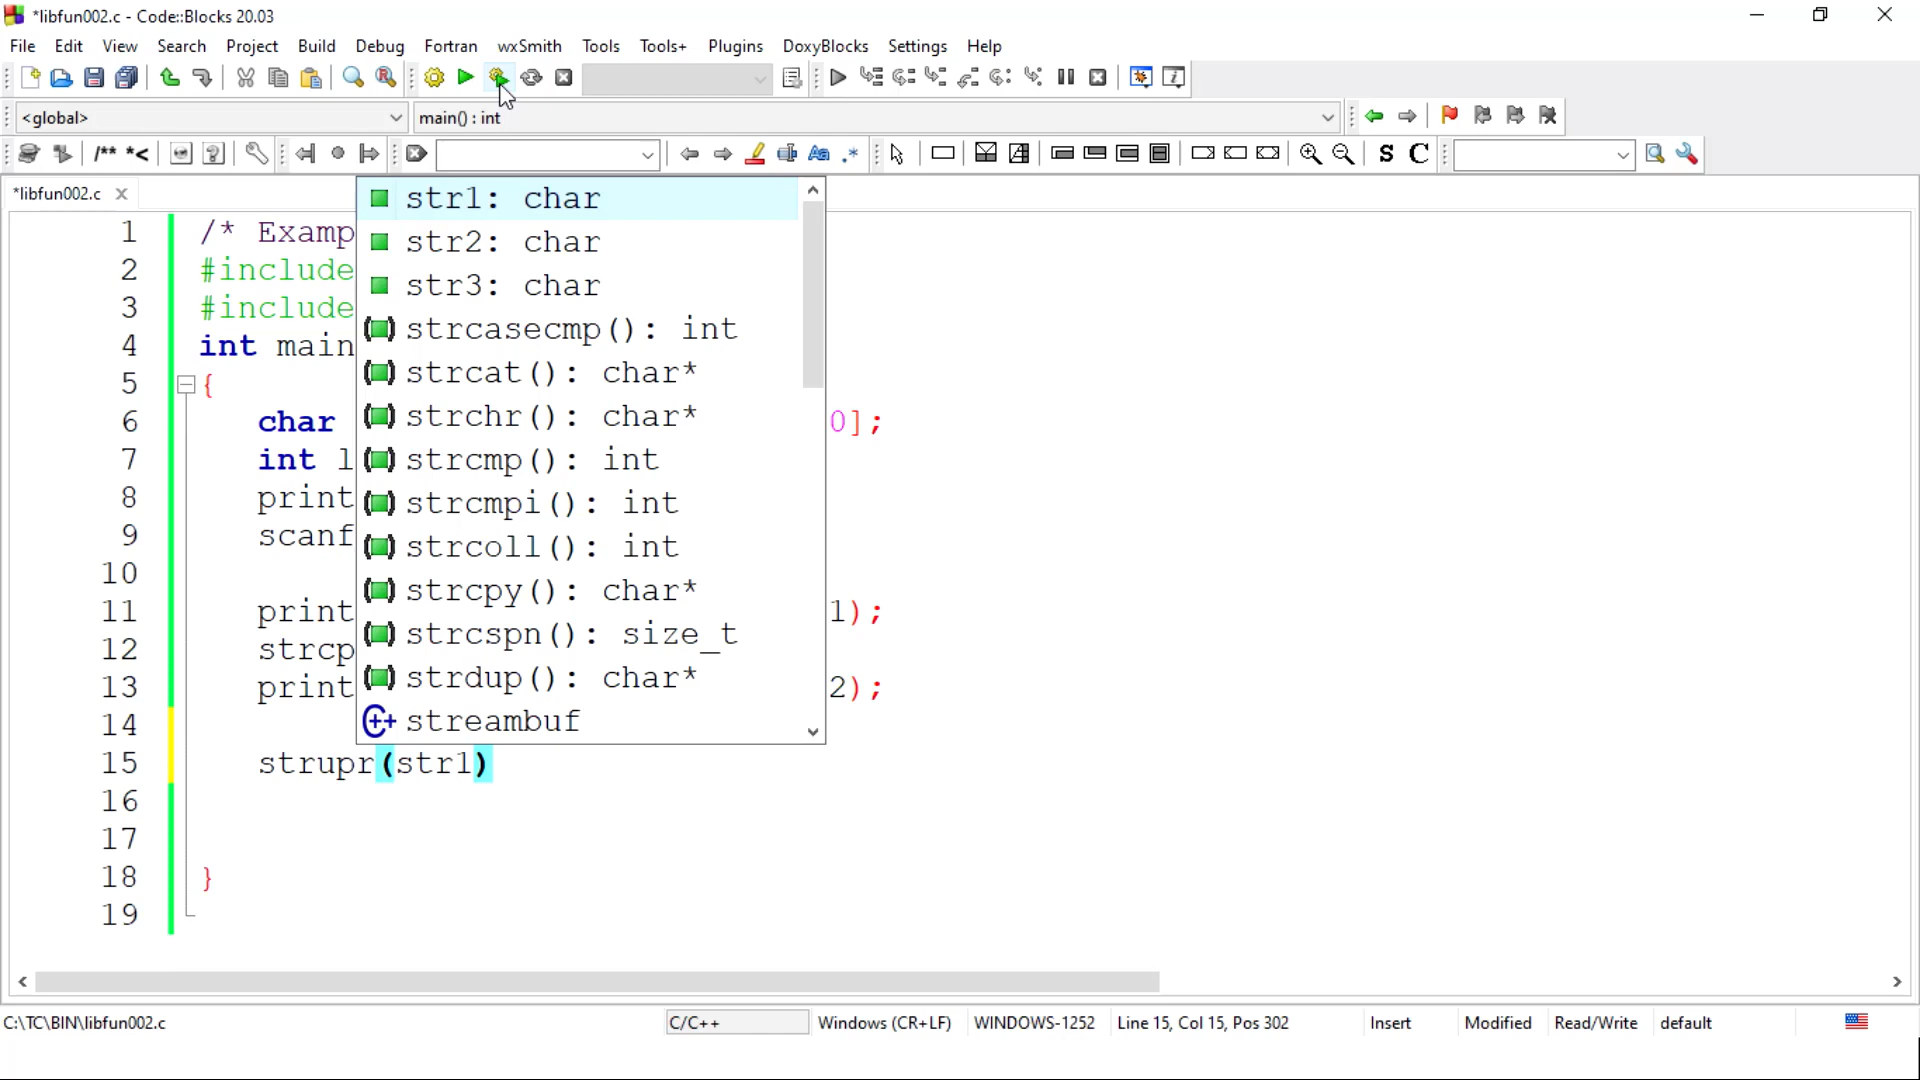 *libfun002.c - Code::Blocks 20.03
File Edit View Search Project Build Debug Fortran wxSmith Tools Tools+ Plugins DoxyBlocks Settings Help
<global> main() : int
/** *< Aa .* S C
*libfun002.c
1 /* Examp
2 #include
3 #include
4 int main
5 {
6 char 0];
7 int l
8 print
9 scanf
10
11 print 1);
12 strcp
13 print 2);
14
15 strupr(str1)
16
17
18 }
19
str1: char
str2: char
str3: char
strcasecmp(): int
strcat(): char*
strchr(): char*
strcmp(): int
strcmpi(): int
strcoll(): int
strcpy(): char*
strcspn(): size_t
strdup(): char*
streambuf
C:\TC\BIN\libfun002.c C/C++ Windows (CR+LF) WINDOWS-1252 Line 15, Col 15, Pos 302 Insert Modified Read/Write default